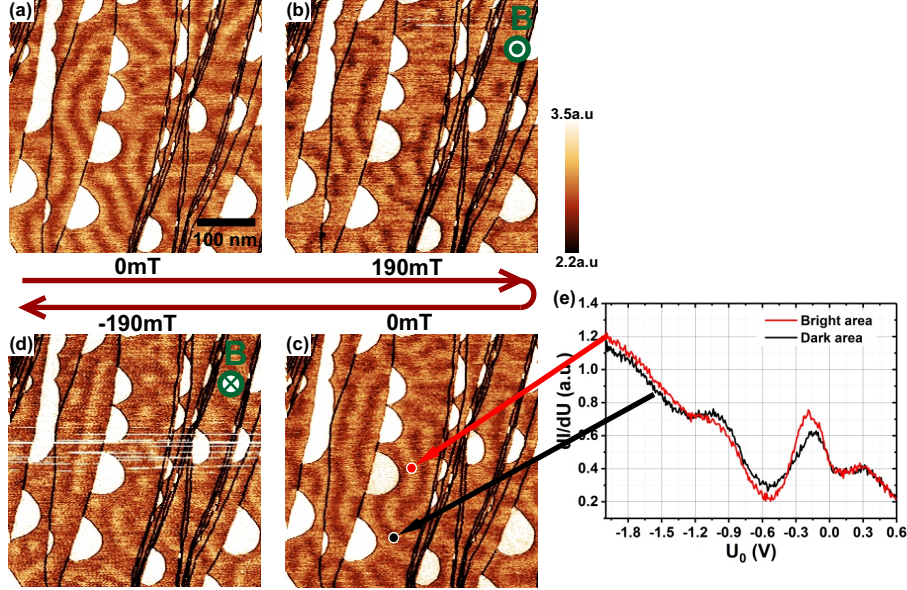 (a)
(b)
B
100 nm
3.5a.u
2.2a.u
0mT
190mT
-190mT
0mT
(d)
B
(c)
(e)
1.4
1.2
1.0
0.8
0.6
0.4
0.2
dI/dU (a.u.)
Bright area
Dark area
-1.8 -1.5 -1.2 -0.9 -0.6 -0.3 0.0 0.3 0.6
U0 (V)